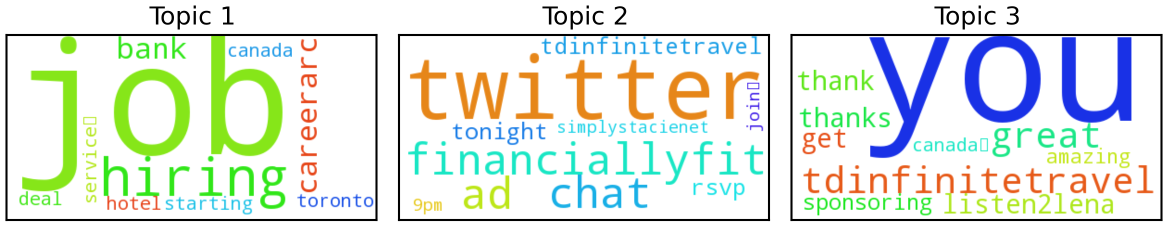 Topic 1
job
bank
canada
careerarc
service▯
hiring
deal
hotel
starting
toronto
Topic 2
tdinfinitetravel
twitter
join▯
tonight
simplystacienet
financiallyfit
ad
chat
rsvp
9pm
Topic 3
you
thank
thanks
get
canada▯
great
amazing
tdinfinitetravel
sponsoring
listen2lena